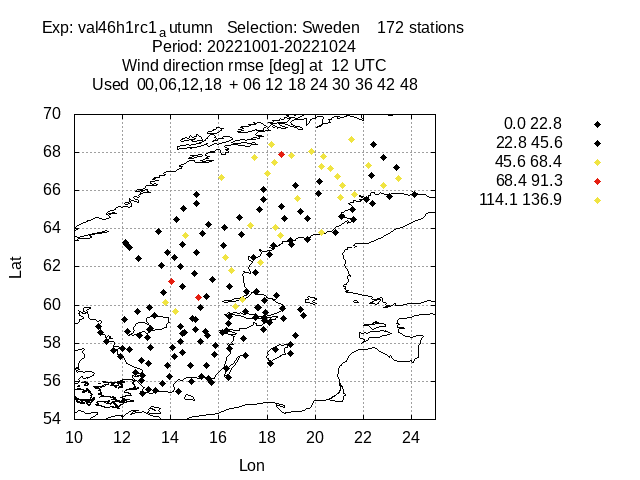 Exp: val46h1rc1ₐutumn Selection: Sweden 172 stations
Period: 20221001-20221024
Wind direction rmse [deg] at 12 UTC
Used 00,06,12,18 + 06 12 18 24 30 36 42 48
0.0 22.8
22.8 45.6
45.6 68.4
68.4 91.3
114.1 136.9
70
68
66
64
62
60
58
56
54
Lat
10 12 14 16 18 20 22 24
Lon